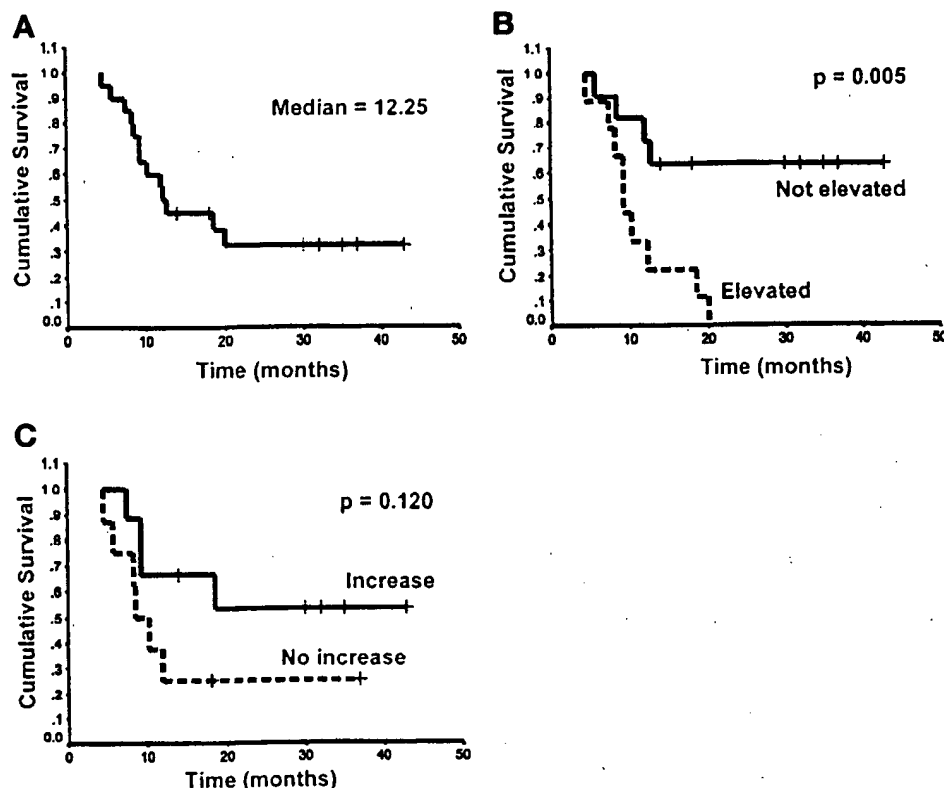 A
Cumulative Survival
1.1
1 0
.9
.8
.7
.6
.5
.4
.3
.2
.1
0.0
Median = 12.25
0 10 20 30 40 50
Time (months)
B
Cumulative Survival
1.1
1 0
.9
.8
.7
.6
.5
.4
.3
.2
.1
0.0
p = 0.005
Not elevated
Elevated
0 10 20 30 40 50
Time (months)
C
Cumulative Survival
1.1
1 0
.9
.8
.7
.6
.5
.4
.3
.2
.1
0.0
p = 0.120
Increase
No increase
0 10 20 30 40 50
Time (months)